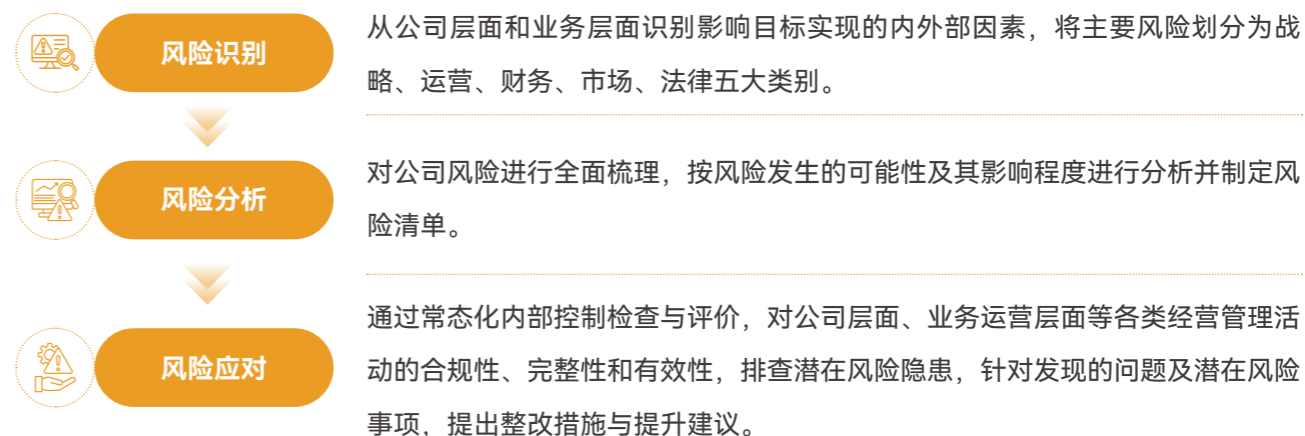 风险识别
从公司层面和业务层面识别影响目标实现的内外部因素，将主要风险划分为战
略、运营、财务、市场、法律五大类别。
风险分析
对公司风险进行全面梳理，按风险发生的可能性及其影响程度进行分析并制定风
险清单。
风险应对
通过常态化内部控制检查与评价，对公司层面、业务运营层面等各类经营管理活
动的合规性、完整性和有效性，排查潜在风险隐患，针对发现的问题及潜在风险
事项，提出整改措施与提升建议。